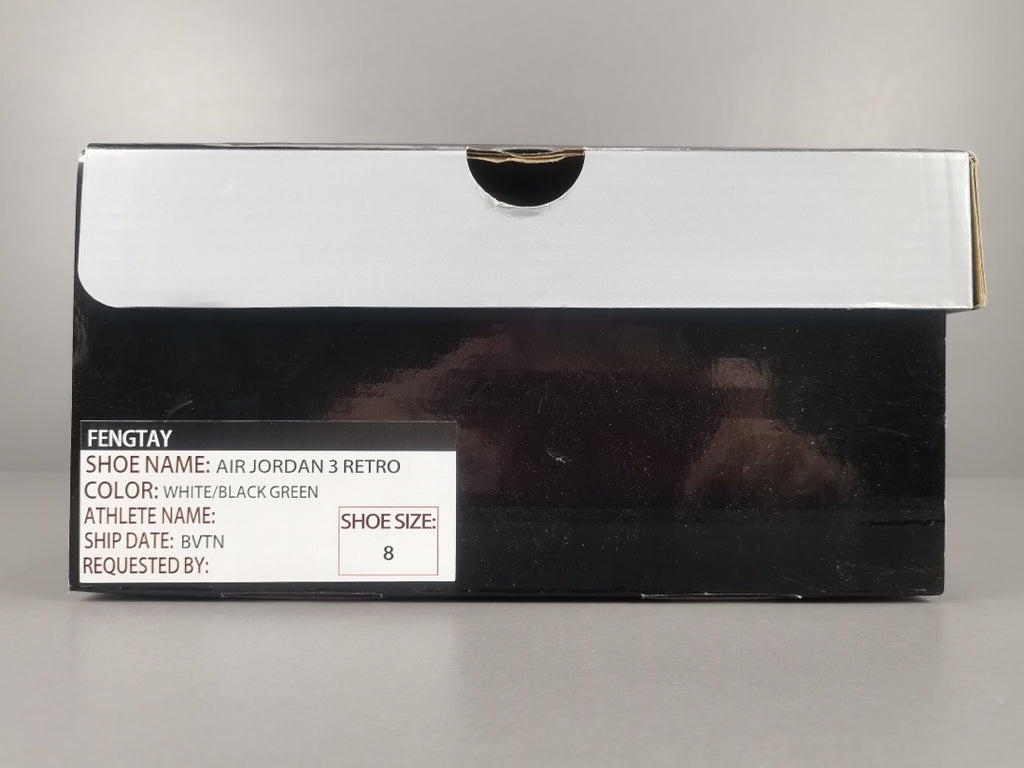 FENGTAY
SHOE NAME: AIR JORDAN 3 RETRO
COLOR: WHITE/BLACK GREEN
ATHLETE NAME:
SHIP DATE: BVTN
REQUESTED BY:
SHOE SIZE:
8